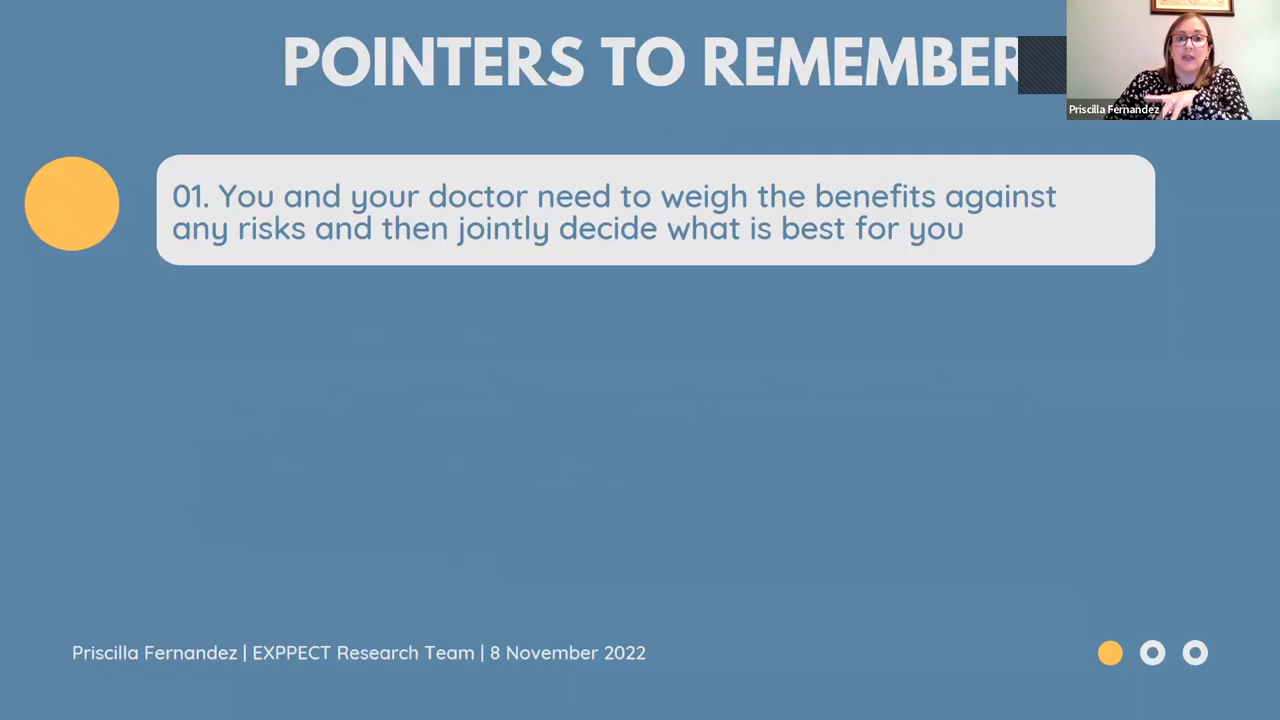 POINTERS TO REMEMBER
Priscilla Fernandez
01. You and your doctor need to weigh the benefits against
any risks and then jointly decide what is best for you
Priscilla Fernandez | EXPPECT Research Team | 8 November 2022